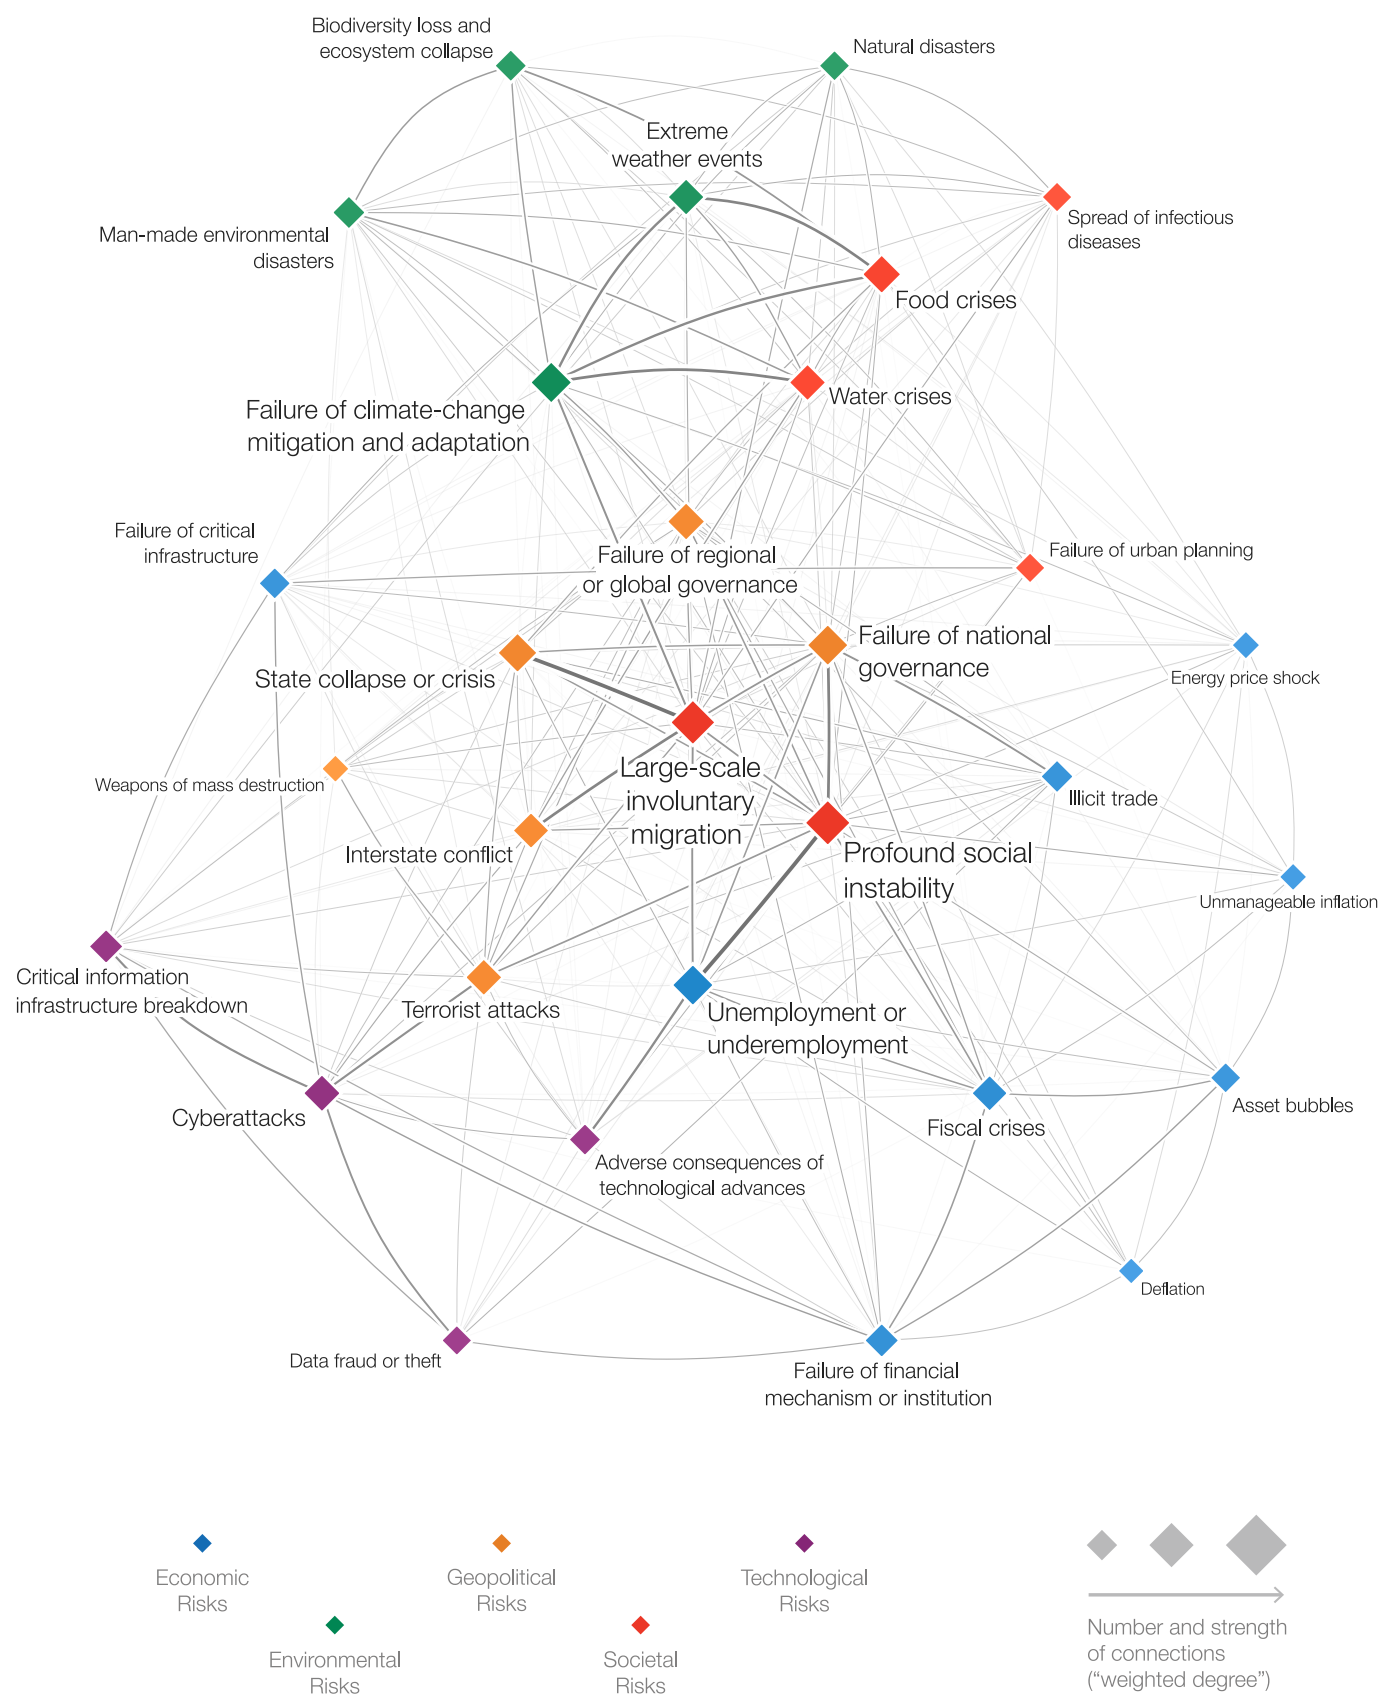 Biodiversity loss and
ecosystem collapse
Natural disasters
Extreme
weather events
Man-made environmental
disasters
Spread of infectious
diseases
Food crises
Water crises
Failure of climate-change
mitigation and adaptation
Failure of critical
infrastructure
Failure of regional
or global governance
Failure of urban planning
Failure of national
governance
State collapse or crisis
Energy price shock
Weapons of mass destruction
Large-scale
involuntary
migration
Illicit trade
Interstate conflict
Profound social
instability
Unmanageable inflation
Critical information
infrastructure breakdown
Terrorist attacks
Unemployment or
underemployment
Cyberattacks
Fiscal crises
Asset bubbles
Adverse consequences of
technological advances
Deflation
Data fraud or theft
Failure of financial
mechanism or institution
Economic
Risks
Geopolitical
Risks
Technological
Risks
Environmental
Risks
Societal
Risks
Number and strength
of connections
(“weighted degree”)